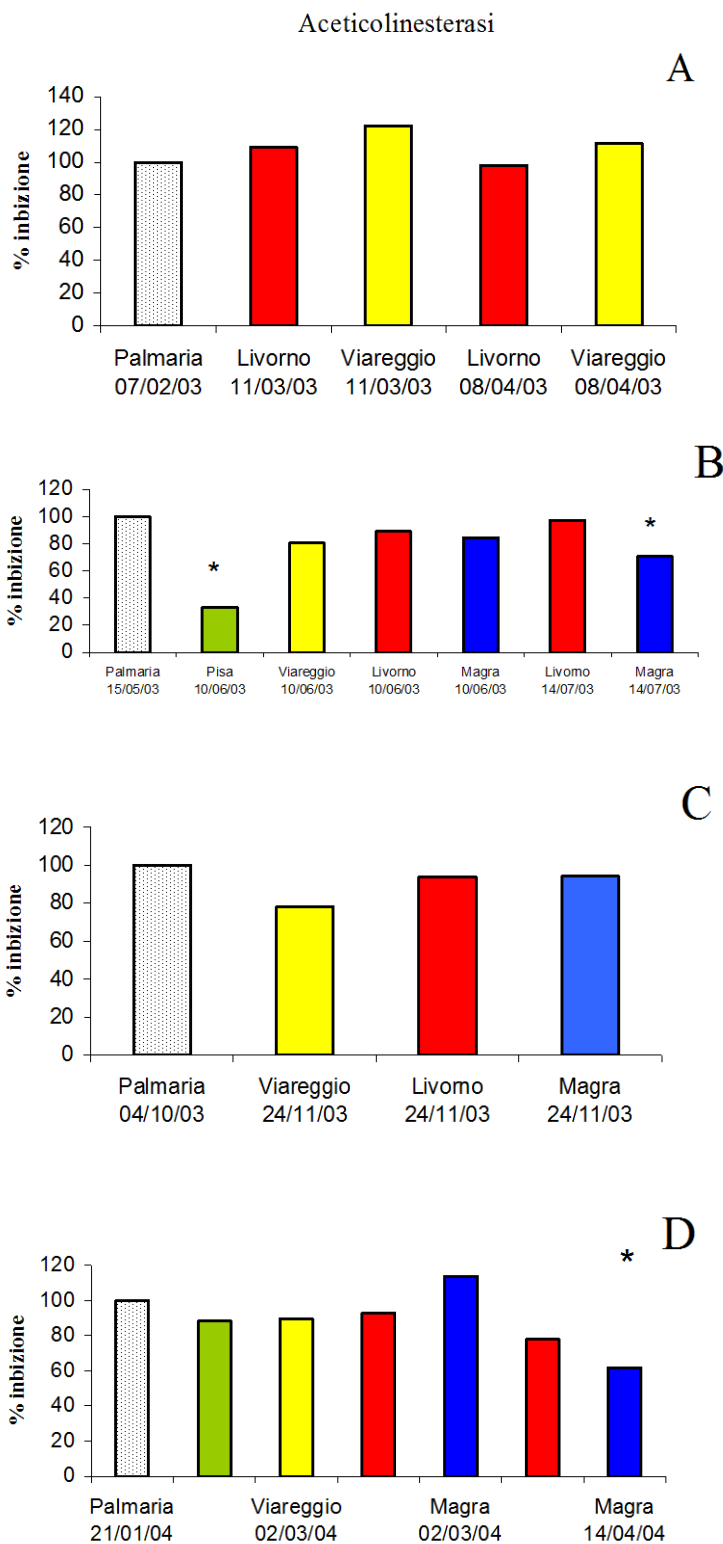 Aceticolinesterasi
A
% inbizione
140
120
100
80
60
40
20
0
Palmaria Livorno Viareggio Livorno Viareggio
07/02/03 11/03/03 11/03/03 08/04/03 08/04/03
B
% inbizione
120
100
80
60
40
20
0
*
*
Palmaria Pisa Viareggio Livorno Magra Livorno Magra
15/05/03 10/06/03 10/06/03 10/06/03 10/06/03 14/07/03 14/07/03
C
% inbizione
120
100
80
60
40
20
0
Palmaria Viareggio Livorno Magra
04/10/03 24/11/03 24/11/03 24/11/03
D
*
% inbizione
120
100
80
60
40
20
0
Palmaria Viareggio Magra Magra
21/01/04 02/03/04 02/03/04 14/04/04